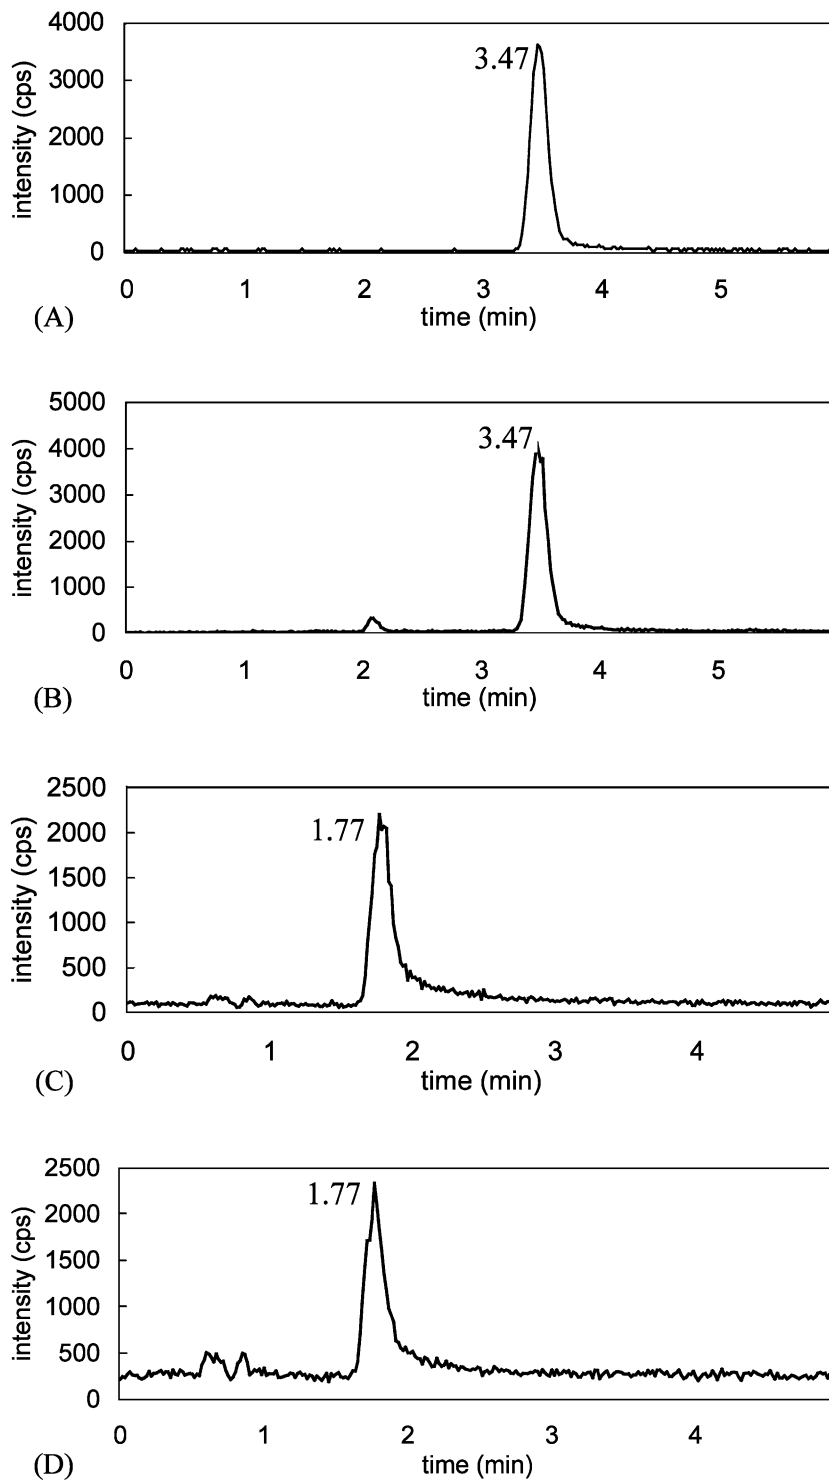 4000
3.47
3000
2000
1000
0
intensity (cps)
0 1 2 3 4 5
time (min)
(A)
5000
4000
3.47
3000
2000
1000
0
intensity (cps)
0 1 2 3 4 5
time (min)
(B)
2500
2000
1.77
1500
1000
500
0
intensity (cps)
0 1 2 3 4
time (min)
(C)
2500
1.77
2000
1500
1000
500
0
intensity (cps)
0 1 2 3 4
time (min)
(D)